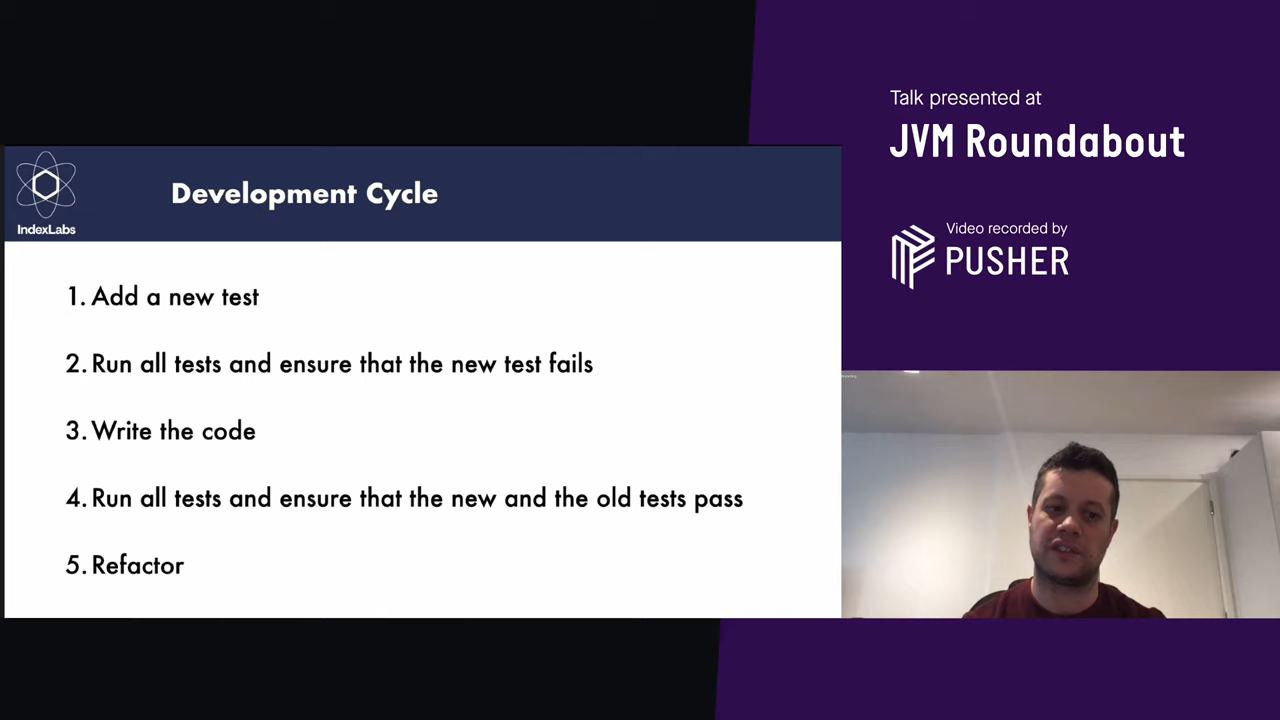 Talk presented at
JVM Roundabout
Video recorded by
PUSHER
IndexLabs
Development Cycle
1. Add a new test
2. Run all tests and ensure that the new test fails
3. Write the code
4. Run all tests and ensure that the new and the old tests pass
5. Refactor